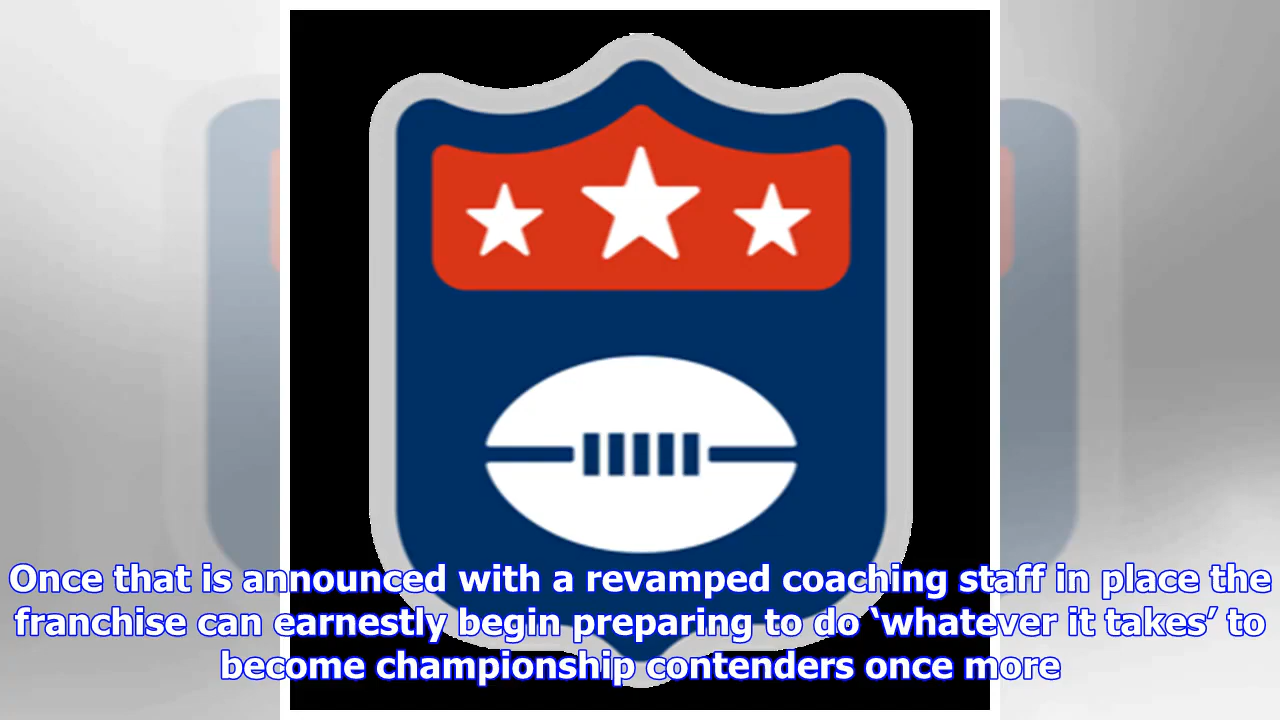 Once that is announced with a revamped coaching staff in place the
franchise can earnestly begin preparing to do ‘whatever it takes’ to
become championship contenders once more